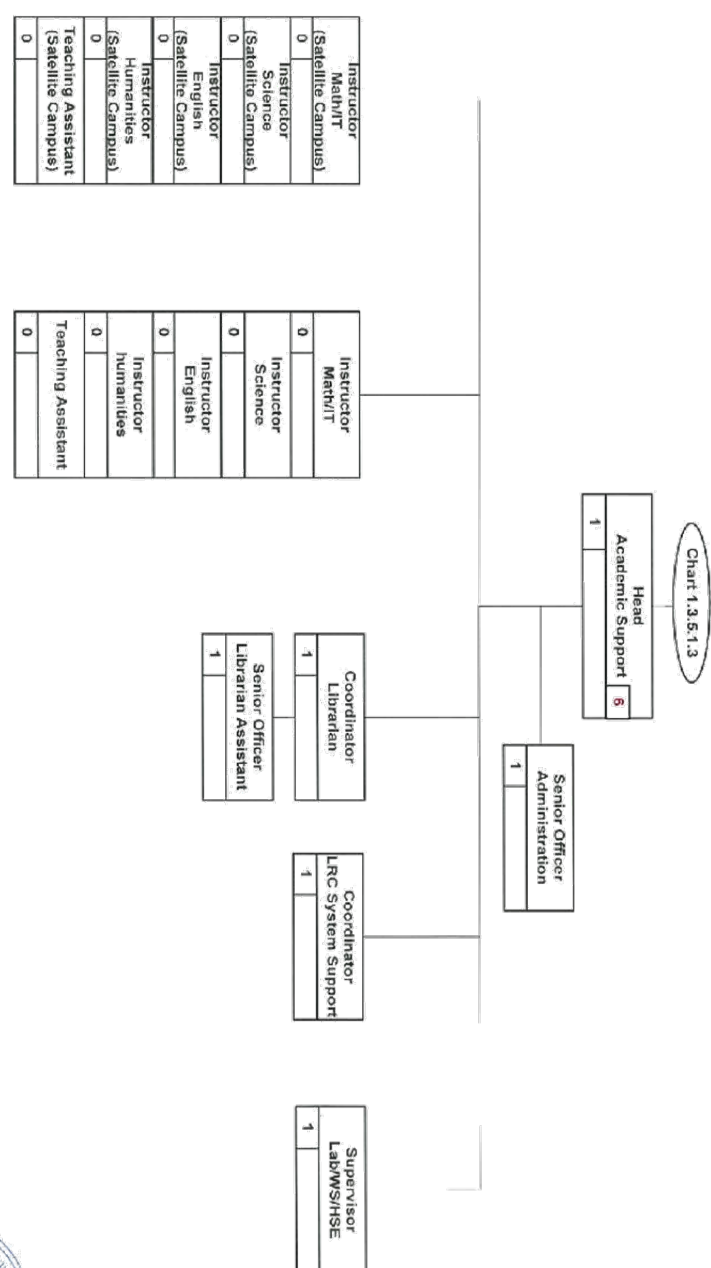 Chart 1.3.5.1.3
Head
Academic Support
6
1
Senior Officer
Administration
1
Instructor
Math/IT
(Satellite Campus)
0
Instructor
Science
(Satellite Campus)
0
Instructor
English
(Satellite Campus)
0
Instructor
Humanities
(Satellite Campus)
0
Teaching Assistant
(Satellite Campus)
0
Instructor
Math/IT
0
Instructor
Science
0
Instructor
English
0
Instructor
humanities
0
Teaching Assistant
0
Coordinator
Librarian
1
Senior Officer
Librarian Assistant
1
Coordinator
LRC System Support
1
Supervisor
Lab/WS/HSE
1